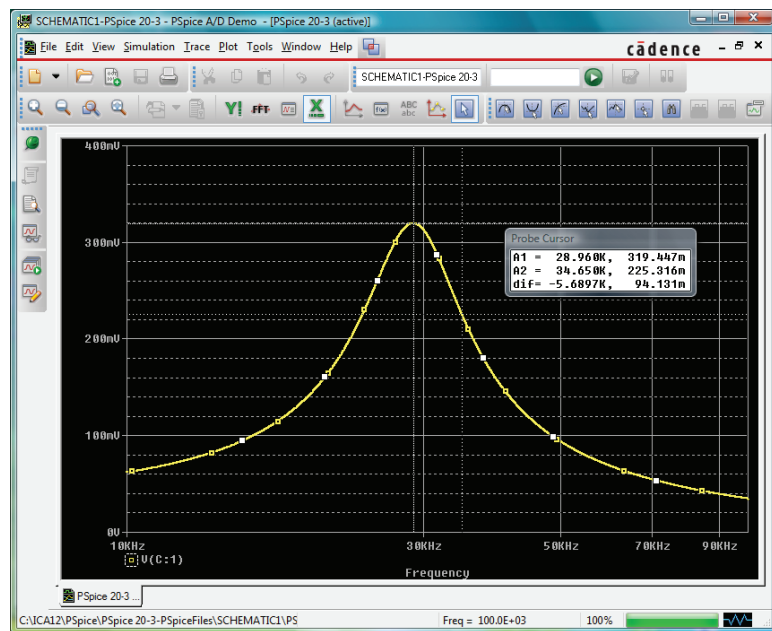 SCHEMATIC1-PSpice 20-3 - PSpice A/D Demo - [PSpice 20-3 (active)]
File Edit View Simulation Trace Plot Tools Window Help
cādence
SCHEMATIC1-PSpice 20-3
FFT
ABC
abc
400mV
300mV
200mV
100mV
0V
Probe Cursor
A1 = 28.960K, 319.447m
A2 = 34.650K, 225.316m
dif= -5.6897K, 94.131m
10KHz
30KHz
50KHz
70KHz
90KHz
V(C:1)
Frequency
PSpice 20-3 ...
C:\ICA12\PSpice\PSpice 20-3-PSpiceFiles\SCHEMATIC1\PS
Freq = 100.0E+03
100%